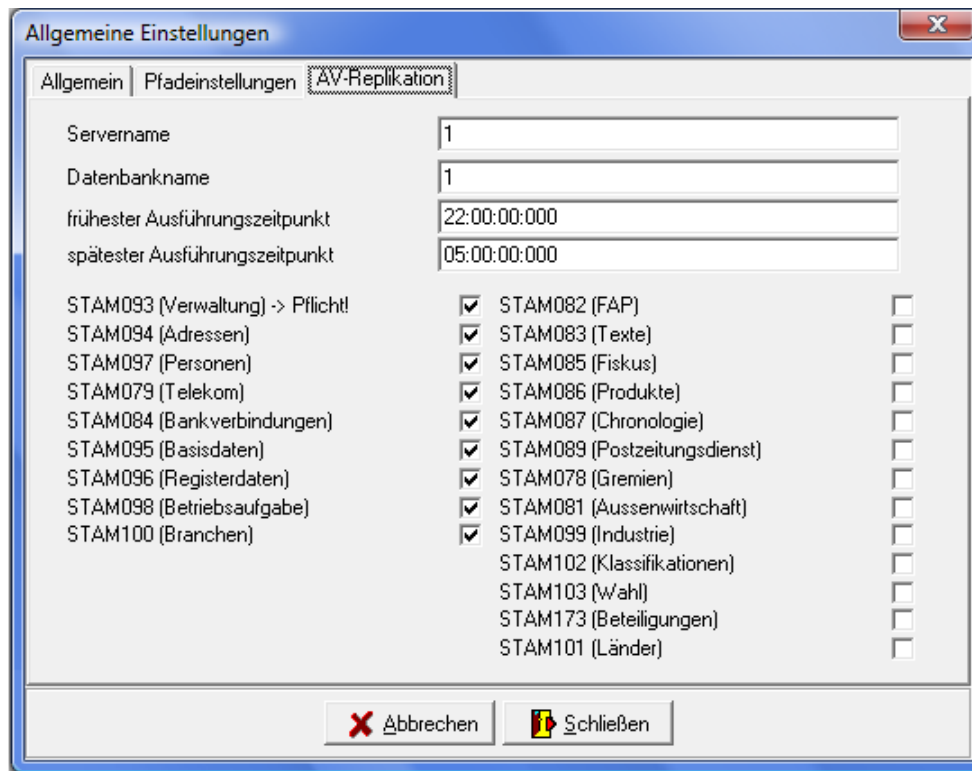 Allgemeine Einstellungen
Allgemein Pfadeinstellungen AV-Replikation
Servername 1
Datenbankname 1
frühester Ausführungszeitpunkt 22:00:00:000
spätester Ausführungszeitpunkt 05:00:00:000
STAM093 (Verwaltung) -> Pflicht! STAM082 (FAP)
STAM094 (Adressen) STAM083 (Texte)
STAM097 (Personen) STAM085 (Fiskus)
STAM079 (Telekom) STAM086 (Produkte)
STAM084 (Bankverbindungen) STAM087 (Chronologie)
STAM095 (Basisdaten) STAM089 (Postzeitungsdienst)
STAM096 (Registerdaten) STAM078 (Gremien)
STAM098 (Betriebsaufgabe) STAM081 (Aussenwirtschaft)
STAM100 (Branchen) STAM099 (Industrie)
STAM102 (Klassifikationen)
STAM103 (Wahl)
STAM173 (Beteiligungen)
STAM101 (Länder)
Abbrechen Schließen